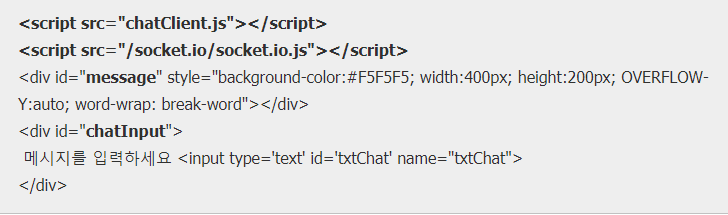 <script src="chatClient.js"></script>
<script src="/socket.io/socket.io.js"></script>
<div id="message" style="background-color:#F5F5F5; width:400px; height:200px; OVERFLOW-
Y:auto; word-wrap: break-word"></div>
<div id="chatInput">
메시지를 입력하세요 <input type='text' id='txtChat' name="txtChat">
</div>